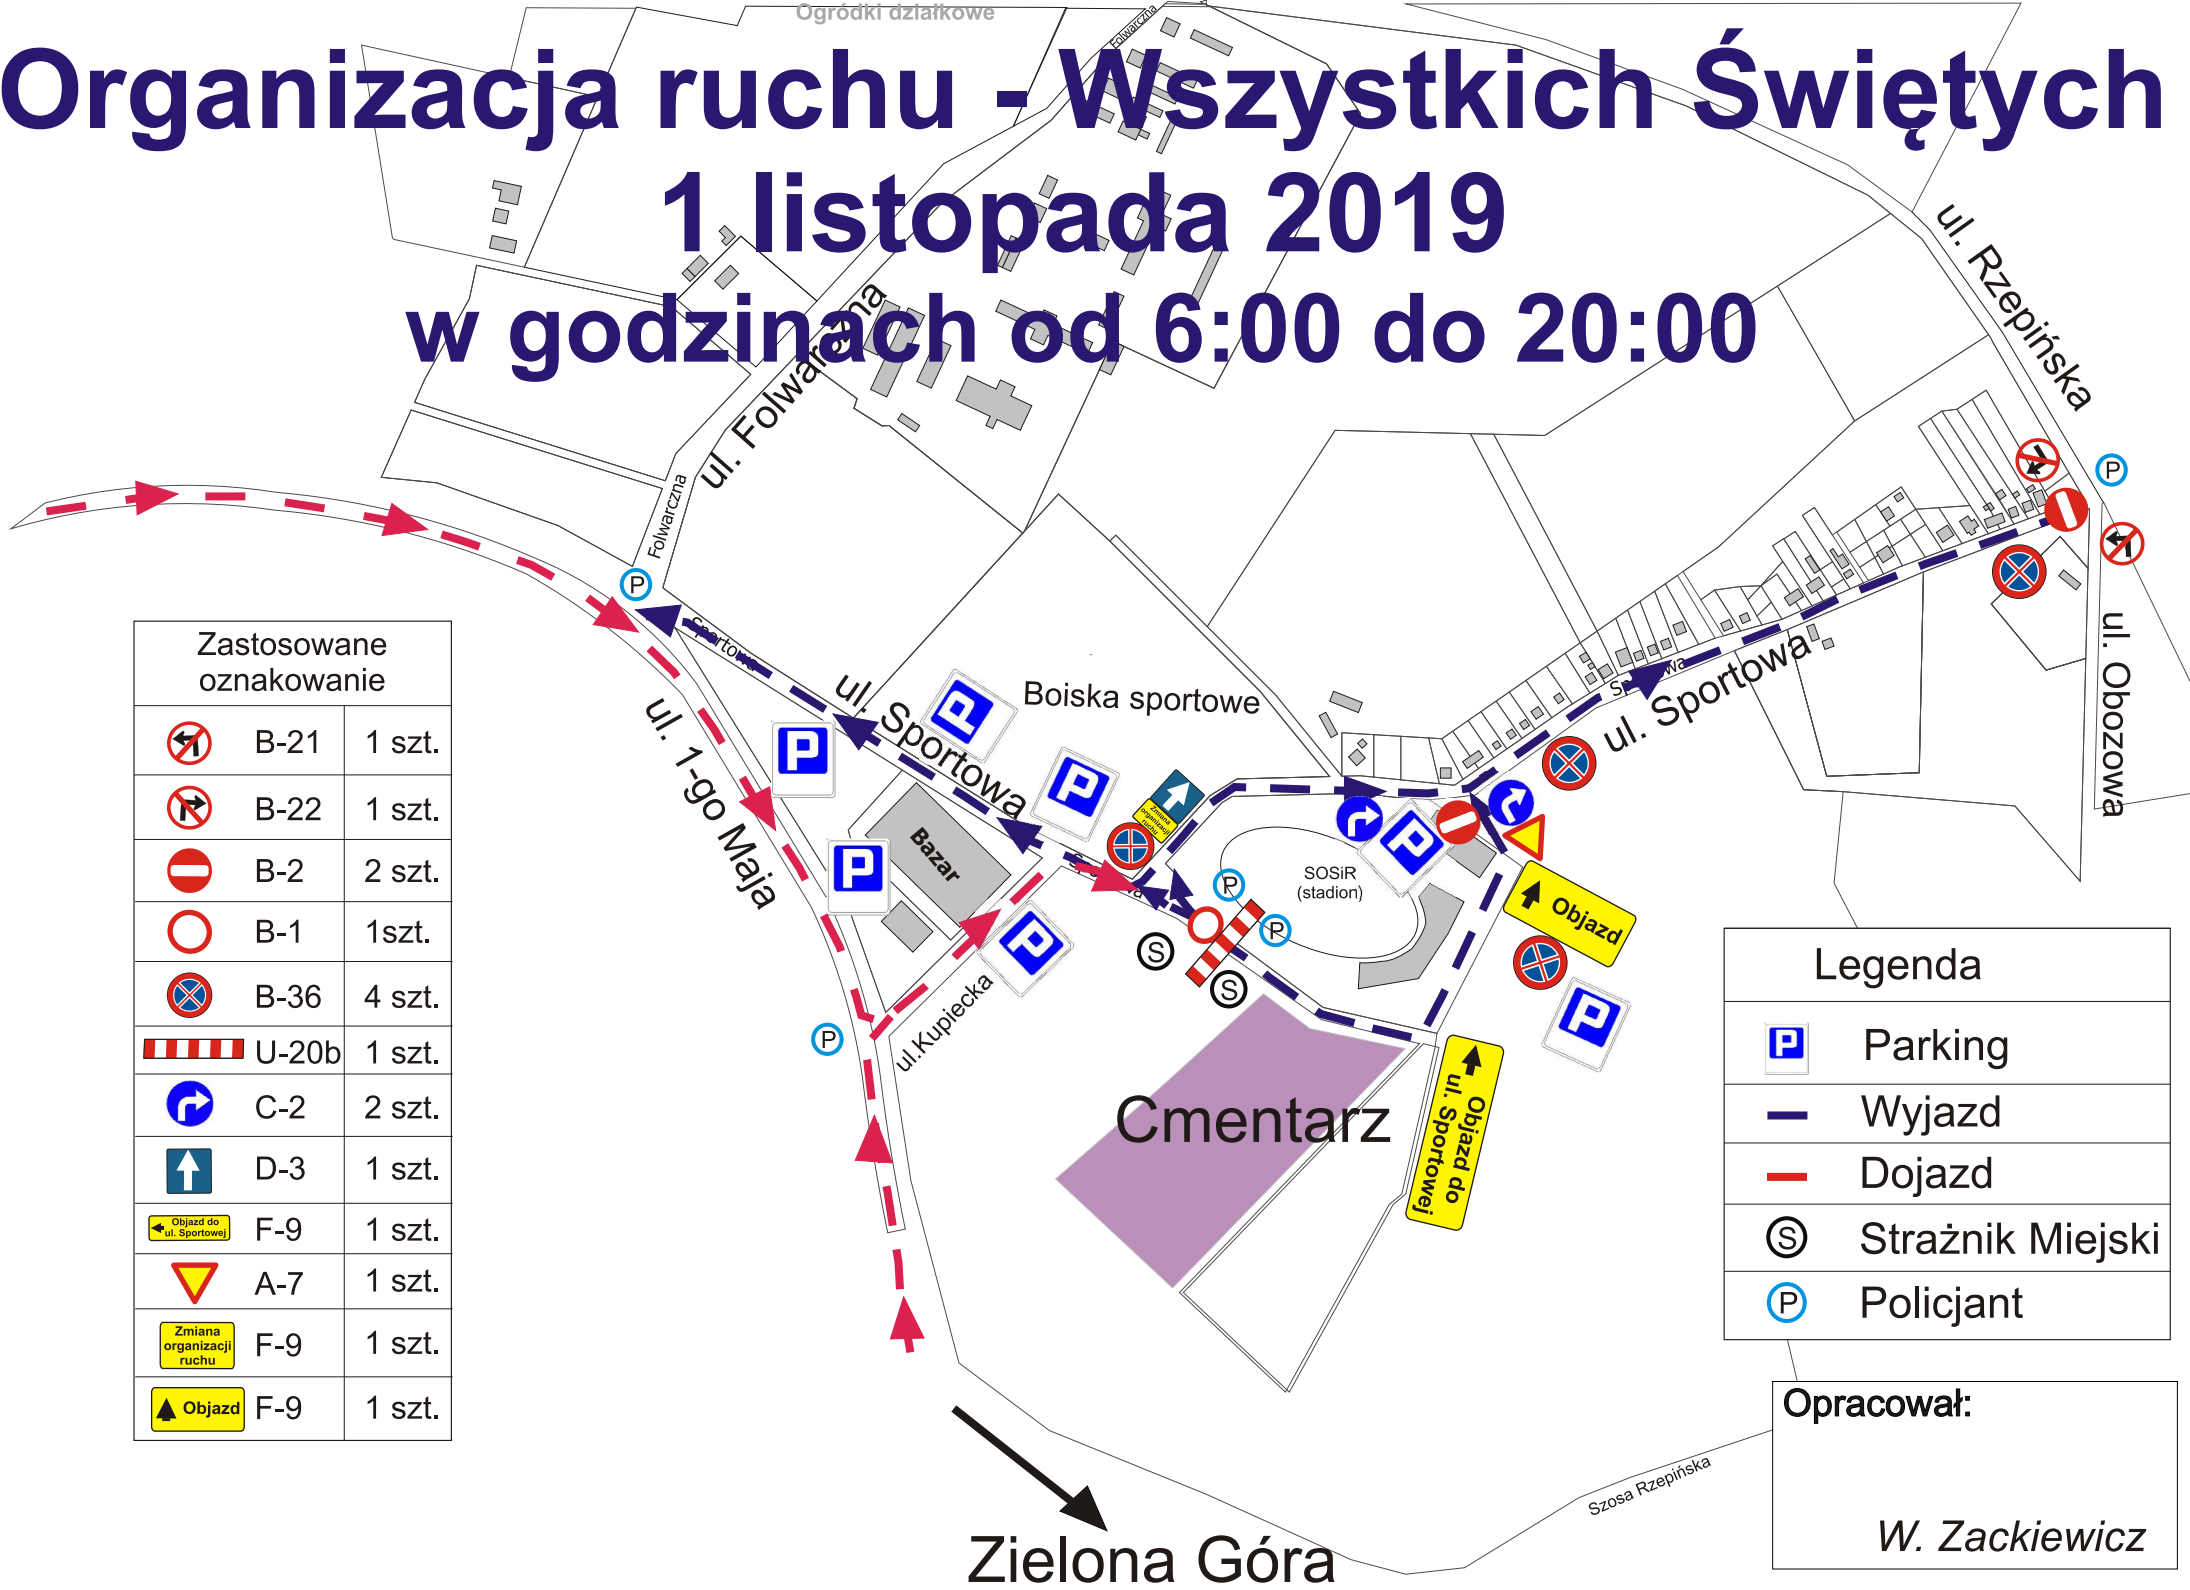 Ogródki działkowe
Organizacja ruchu - Wszystkich Świętych
1 listopada 2019
w godzinach od 6:00 do 20:00
Folwarczna
ul. Rzepińska
ul. Folwarczna
Folwarczna
P
P
Sportowa
ul. Sportowa
Boiska sportowe
ul. 1-go Maja
P
P
P
P
Bazar
Zmiana
organizacji
ruchu
SOSiR
(stadion)
P
P
P
P
P
S
S
P
ul.Kupiecka
ul. Sportowa
ul. Obozowa
Objazd
P
Objazd do
ul. Sportowej
Cmentarz
Zielona Góra
Szosa Rzepińska
Zastosowane
oznakowanie
B-21 1 szt.
B-22 1 szt.
B-2 2 szt.
B-1 1szt.
B-36 4 szt.
U-20b 1 szt.
C-2 2 szt.
D-3 1 szt.
Objazd do
ul. Sportowej F-9 1 szt.
A-7 1 szt.
Zmiana
organizacji
ruchu F-9 1 szt.
Objazd F-9 1 szt.
Legenda
P Parking
Wyjazd
Dojazd
S Strażnik Miejski
P Policjant
Opracował:
W. Zackiewicz